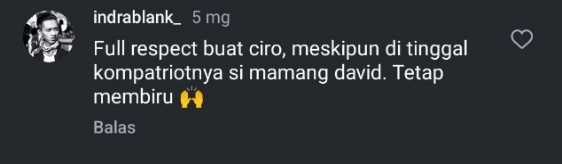 indrablank_ 5 mg
Full respect buat ciro, meskipun di tinggal
kompatriotnya si mamang david. Tetap
membiru 🙌
Balas